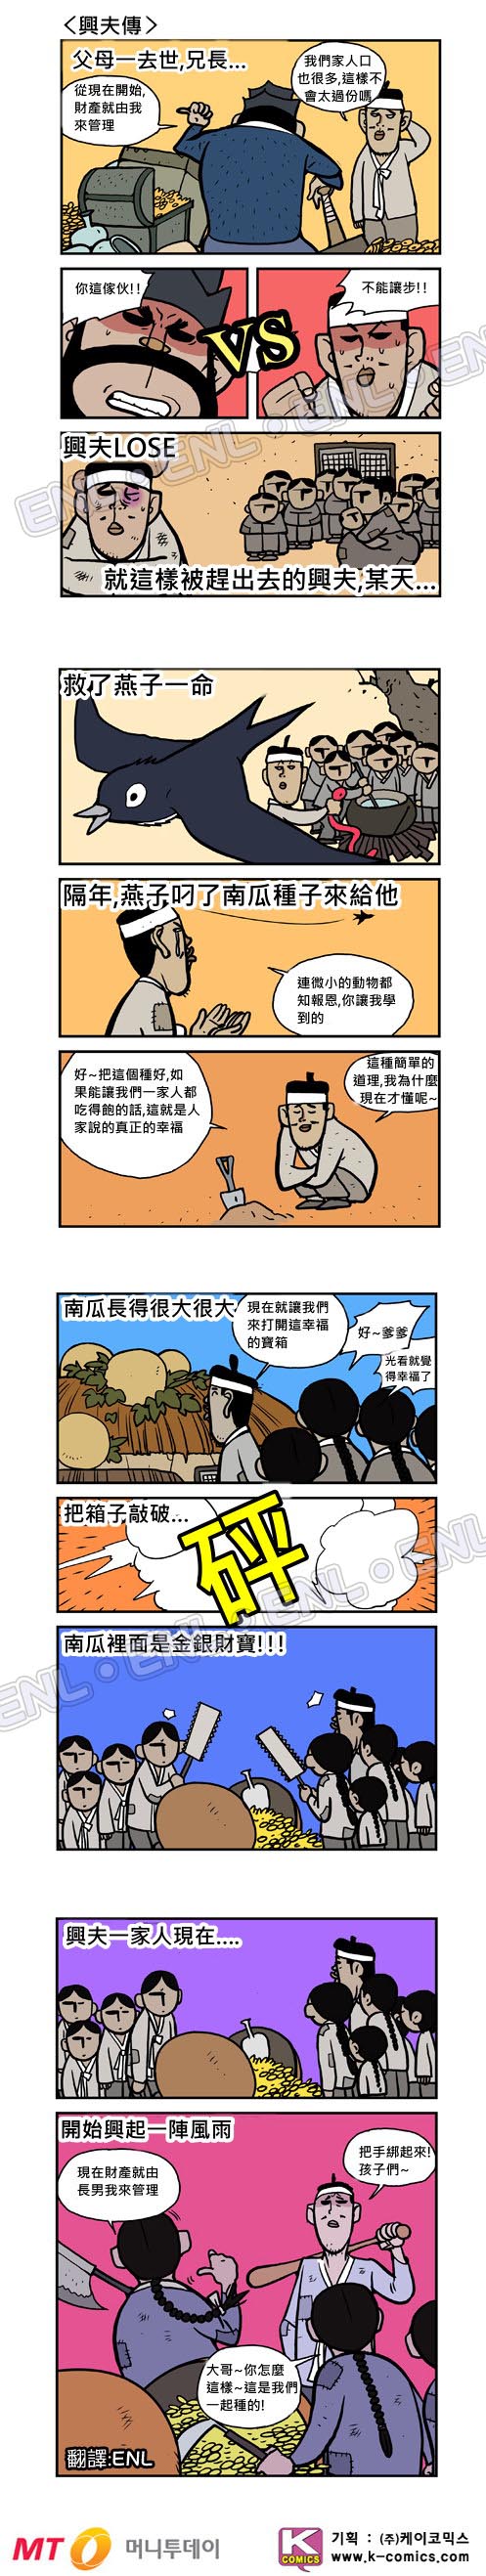 〈興夫傳〉
父母一去世,兄長...
從現在開始,
財產就由我
來管理
我們家人口
也很多,這樣不
會太過份嗎
你這傢伙!!
VS
不能讓步!!
興夫LOSE
就這樣被趕出去的興夫,某天...
救了燕子一命
隔年,燕子叼了南瓜種子來給他
連微小的動物都
知報恩,你讓我學
到的
好~把這個種好,如
果能讓我們一家人都
吃得飽的話,這就是人
家說的真正的幸福
這種簡單的
道理,我為什麼
現在才懂呢~
南瓜長得很大很大
現在就讓我們
來打開這幸福
的寶箱
好~爹爹
光看就覺
得幸福了
把箱子敲破...
砰
南瓜裡面是金銀財寶!!!
興夫一家人現在....
開始興起一陣風雨
現在財產就由
長男我來管理
把手綁起來!
孩子們~
大哥~你怎麼
這樣~這是我們
一起種的!
翻譯:ENL
ENL • ENL • ENL • ENL
ENL • ENL • ENL • ENL
MT 머니투데이
K COMICS
기획 : (주)케이코믹스
www.k-comics.com